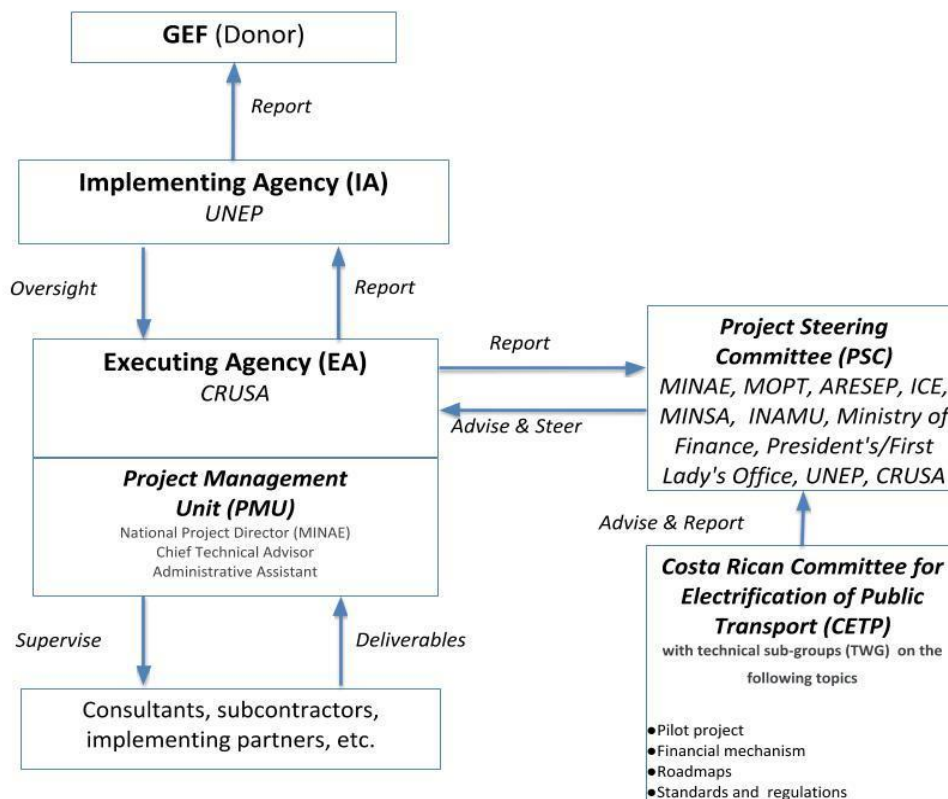 GEF (Donor)
Report
Implementing Agency (IA)
UNEP
Oversight
Report
Executing Agency (EA)
CRUSA
Report
Advise & Steer
Project Steering
Committee (PSC)
MINAE, MOPT, ARESEP, ICE,
MINSA, INAMU, Ministry of
Finance, President's/First
Lady's Office, UNEP, CRUSA
Project Management
Unit (PMU)
National Project Director (MINAE)
Chief Technical Advisor
Administrative Assistant
Advise & Report
Costa Rican Committee for
Electrification of Public
Transport (CETP)
with technical sub-groups (TWG) on the
following topics
●Pilot project
●Financial mechanism
●Roadmaps
●Standards and regulations
Supervise
Deliverables
Consultants, subcontractors,
implementing partners, etc.